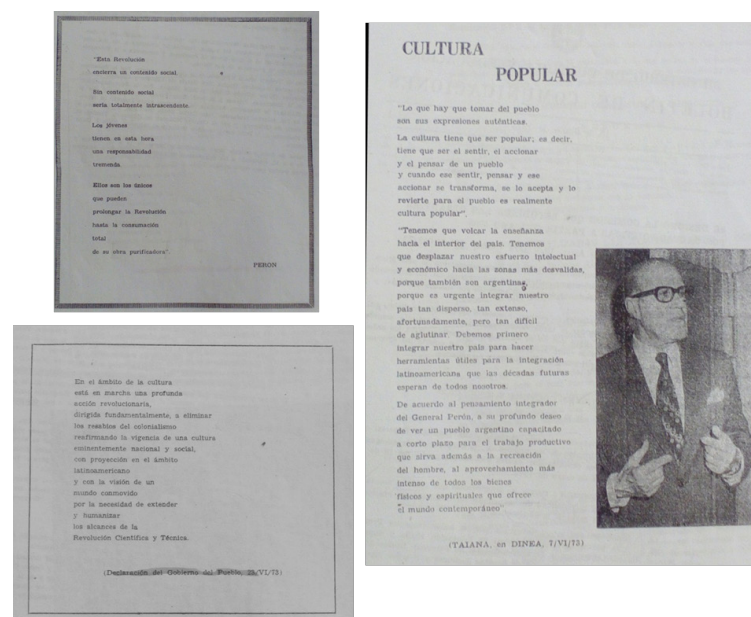 "Esta Revolución
encierra un contenido social.
Sin contenido social
sería totalmente intrascendente.
Los jóvenes
tienen en esta hora
una responsabilidad
tremenda.
Ellos son los únicos
que pueden
prolongar la Revolución
hasta la consumación
total
de su obra purificadora".
PERON
En el ámbito de la cultura
está en marcha una profunda
acción revolucionaria,
dirigida fundamentalmente, a eliminar
los resabios del colonialismo
reafirmando la vigencia de una cultura
eminentemente nacional y social,
con proyección en el ámbito
latinoamericano
y con la visión de un
mundo conmovido
por la necesidad de extender
y humanizar
los alcances de la
Revolución Científica y Técnica.
(Declaración del Gobierno del Pueblo, /VI/73)
CULTURA
POPULAR
"Lo que hay que tomar del pueblo
son sus expresiones auténticas.
La cultura tiene que ser popular; es decir,
tiene que ser el sentir, el accionar
y el pensar de un pueblo
y cuando ese sentir, pensar y ese
accionar se transforma, se lo acepta y lo
revierte para el pueblo es realmente
cultura popular".
"Tenemos que volcar la enseñanza
hacia el interior del país. Tenemos
que desplazar nuestro esfuerzo intelectual
y económico hacia las zonas más desvalidas,
porque también son argentinas,
porque es urgente integrar nuestro
país tan disperso, tan extenso,
afortunadamente, pero tan difícil
de aglutinar. Debemos primero
integrar nuestro país para hacer
herramientas útiles para la integración
latinoamericana que las décadas futuras
esperan de todos nosotros.
De acuerdo al pensamiento integrador
del General Perón, a su profundo deseo
de ver un pueblo argentino capacitado
a corto plazo para el trabajo productivo
que sirva además a la recreación
del hombre, al aprovechamiento más
intenso de todos los bienes
físicos y espirituales que ofrece
el mundo contemporáneo".
(TAIANA, en DINEA, 7/VI/73)